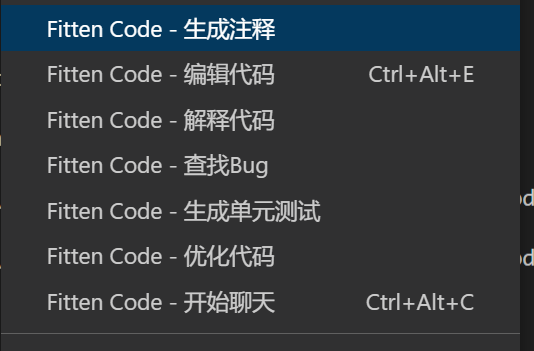 Fitten Code - 生成注释
Fitten Code - 编辑代码 Ctrl+Alt+E
Fitten Code - 解释代码
Fitten Code - 查找Bug
Fitten Code - 生成单元测试
Fitten Code - 优化代码
Fitten Code - 开始聊天 Ctrl+Alt+C